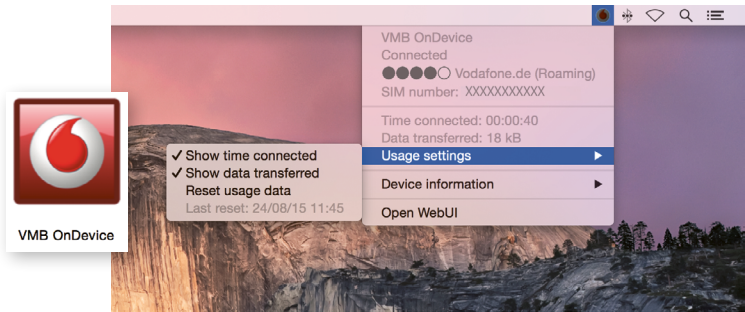 VMB OnDevice
Connected
Vodafone.de (Roaming)
SIM number: XXXXXXXXXXX
Time connected: 00:00:40
Data transferred: 18 kB
Usage settings
✓ Show time connected
✓ Show data transferred
Reset usage data
Last reset: 24/08/15 11:45
Device information
Open WebUI
VMB OnDevice